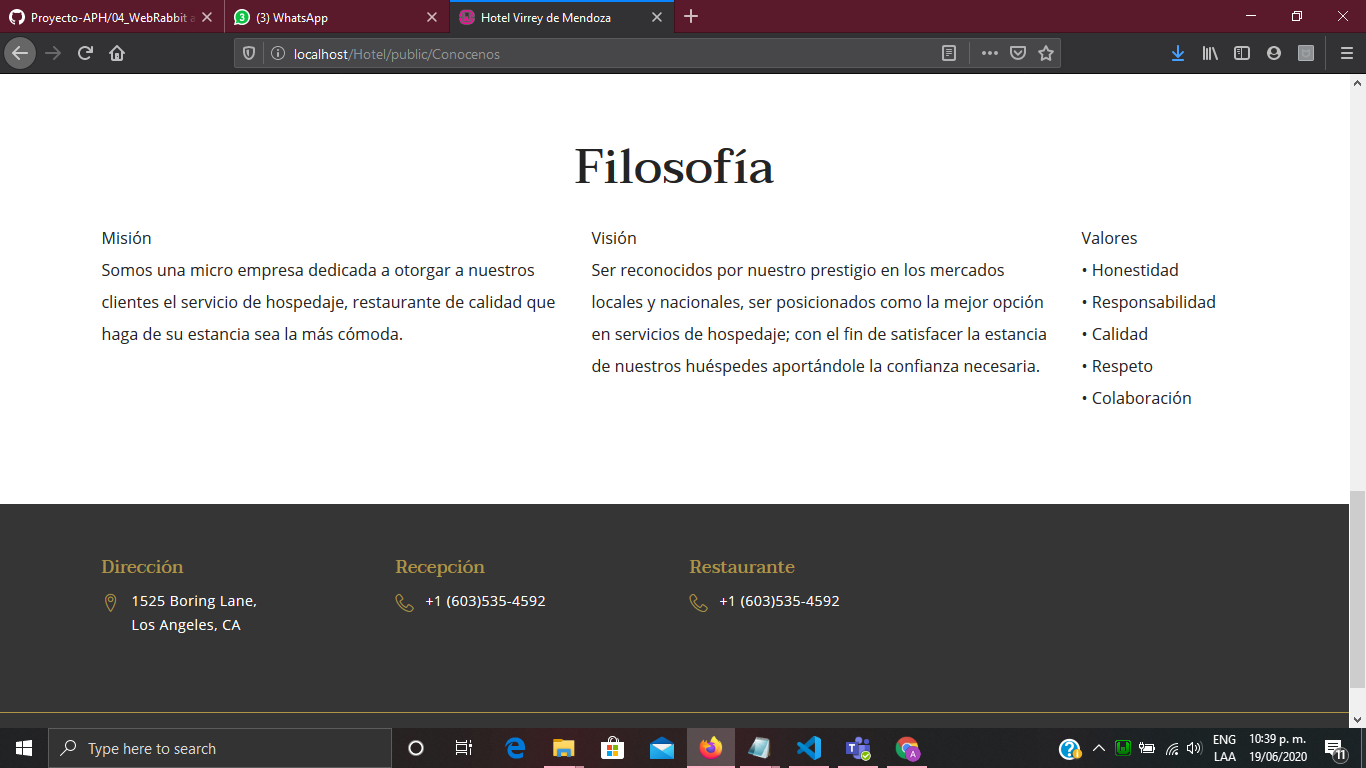 Proyecto-APH/04_WebRabbit a
3 (3) WhatsApp
Hotel Virrey de Mendoza
localhost/Hotel/public/Conocenos
Filosofía
Misión
Somos una micro empresa dedicada a otorgar a nuestros
clientes el servicio de hospedaje, restaurante de calidad que
haga de su estancia sea la más cómoda.
Visión
Ser reconocidos por nuestro prestigio en los mercados
locales y nacionales, ser posicionados como la mejor opción
en servicios de hospedaje; con el fin de satisfacer la estancia
de nuestros huéspedes aportándole la confianza necesaria.
Valores
• Honestidad
• Responsabilidad
• Calidad
• Respeto
• Colaboración
Dirección
1525 Boring Lane,
Los Angeles, CA
Recepción
+1 (603)535-4592
Restaurante
+1 (603)535-4592
Type here to search
A
ENG
LAA
10:39 p. m.
19/06/2020
11